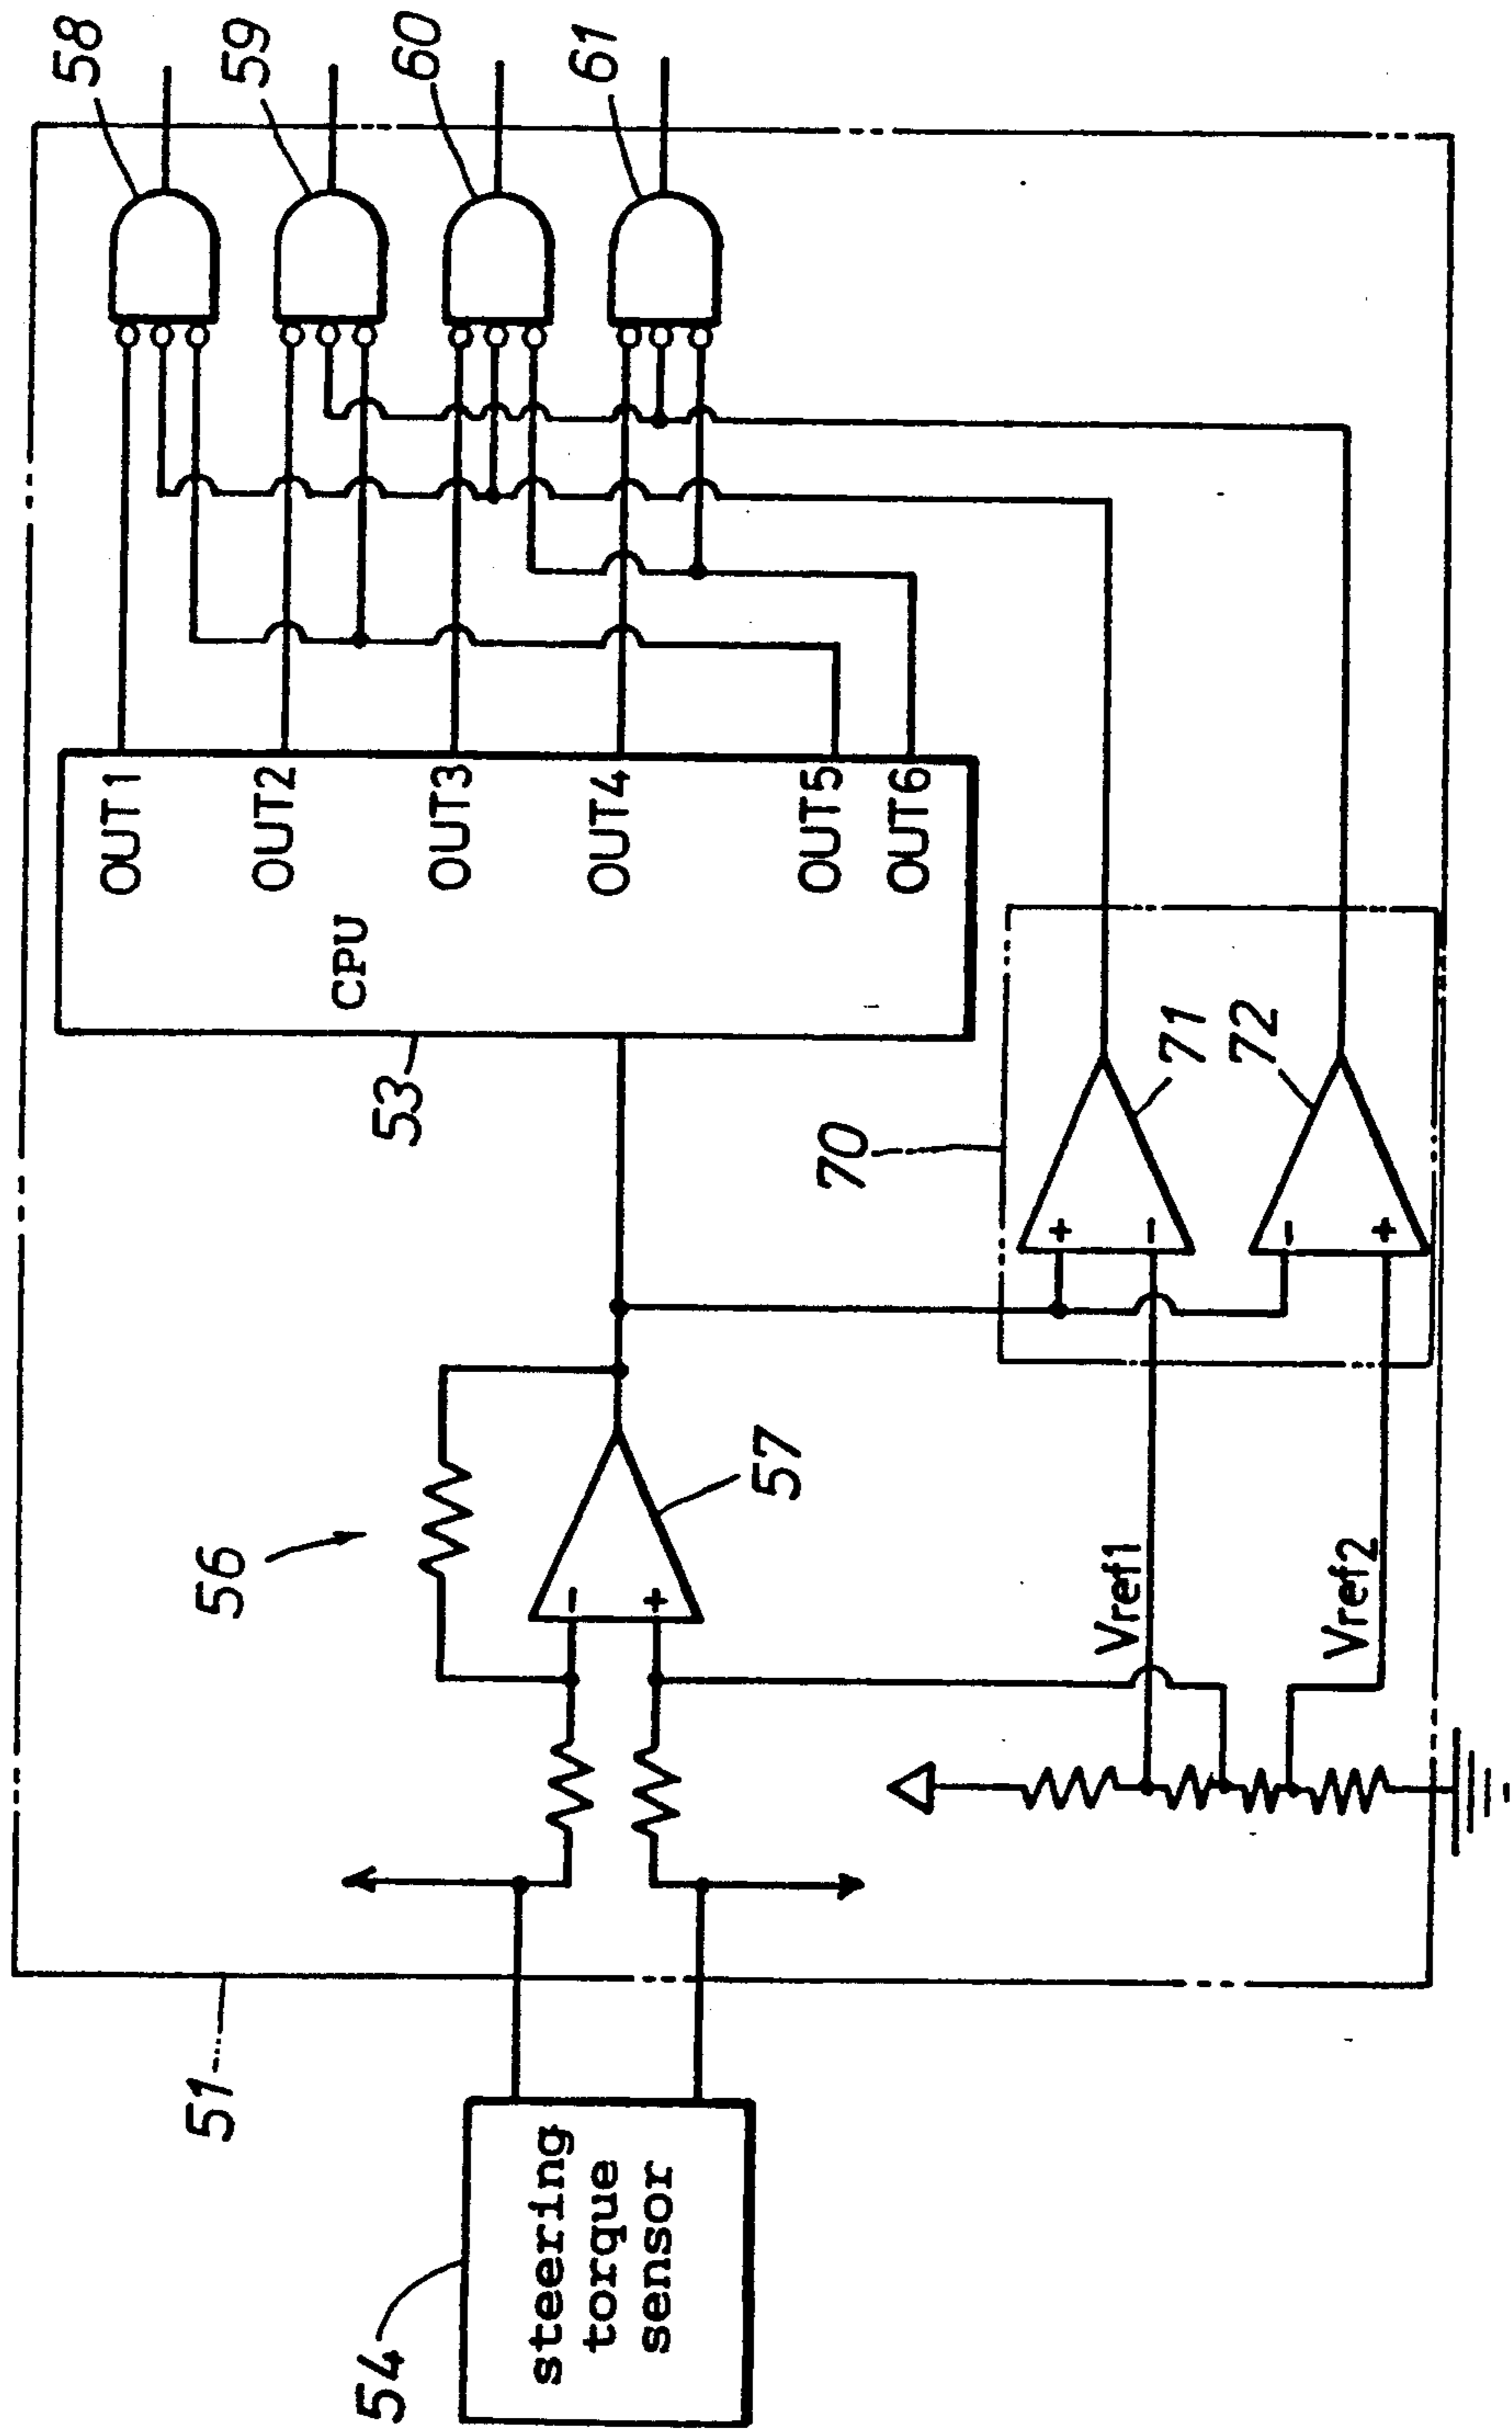 58
59
60
61
OUT1
OUT2
OUT3
OUT4
OUT5
OUT6
CPU
53
70
71
72
+
-
-
+
56
57
-
+
Vref1
Vref2
51
54
steering
torque
sensor